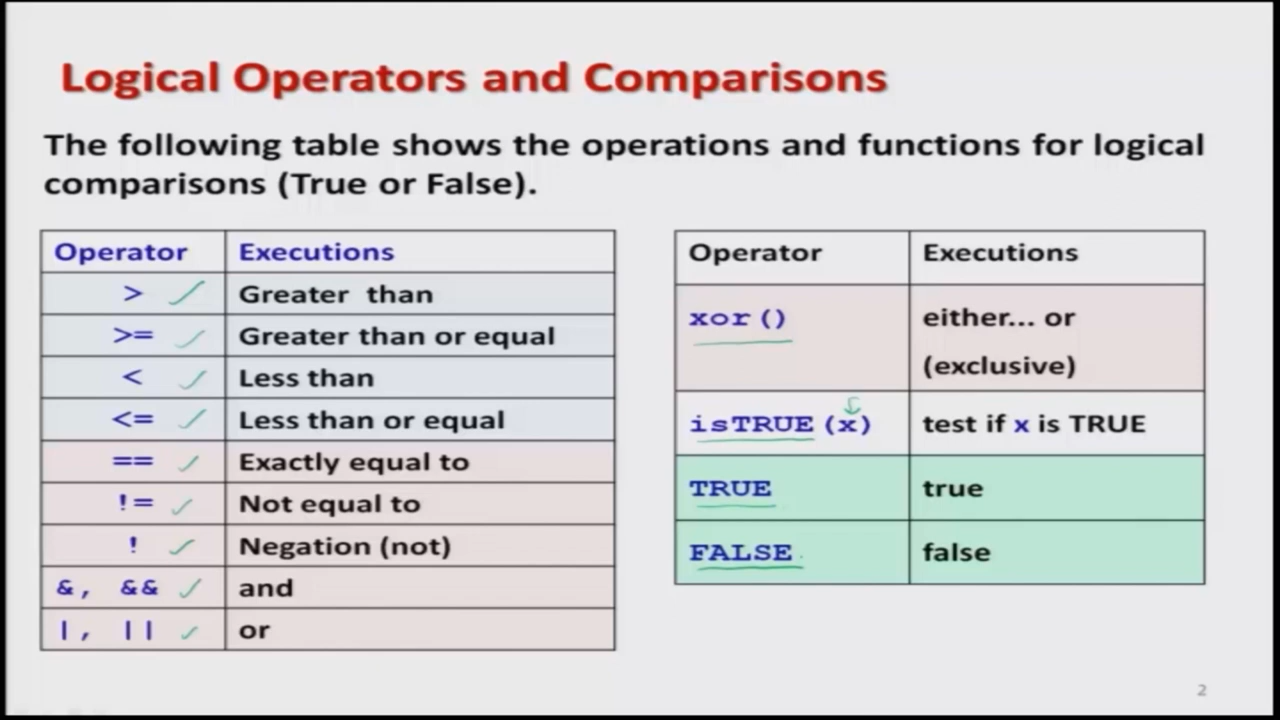 Logical Operators and Comparisons
The following table shows the operations and functions for logical
comparisons (True or False).
Operator Executions
> Greater than
>= Greater than or equal
< Less than
<= Less than or equal
== Exactly equal to
!= Not equal to
! Negation (not)
&, && and
|, || or
Operator Executions
xor() either... or
(exclusive)
isTRUE(x) test if x is TRUE
TRUE true
FALSE false
2